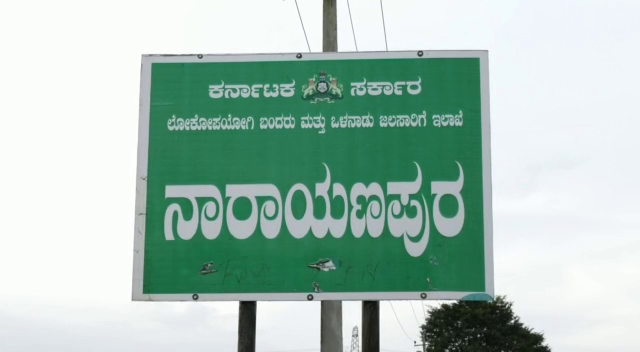 ಕರ್ನಾಟಕ ಸರ್ಕಾರ
ಲೋಕೋಪಯೋಗಿ ಬಂದರು ಮತ್ತು ಒಳನಾಡು ಜಲಸಾರಿಗೆ ಇಲಾಖೆ
ನಾರಾಯಣಪುರ